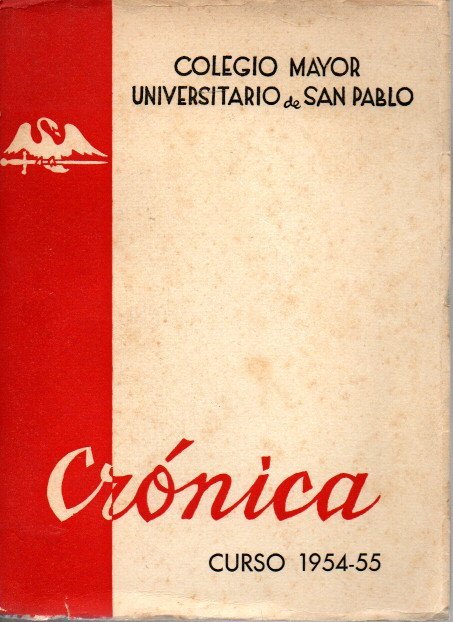 COLEGIO MAYOR
UNIVERSITARIO de SAN PABLO
Crónica
CURSO 1954-55